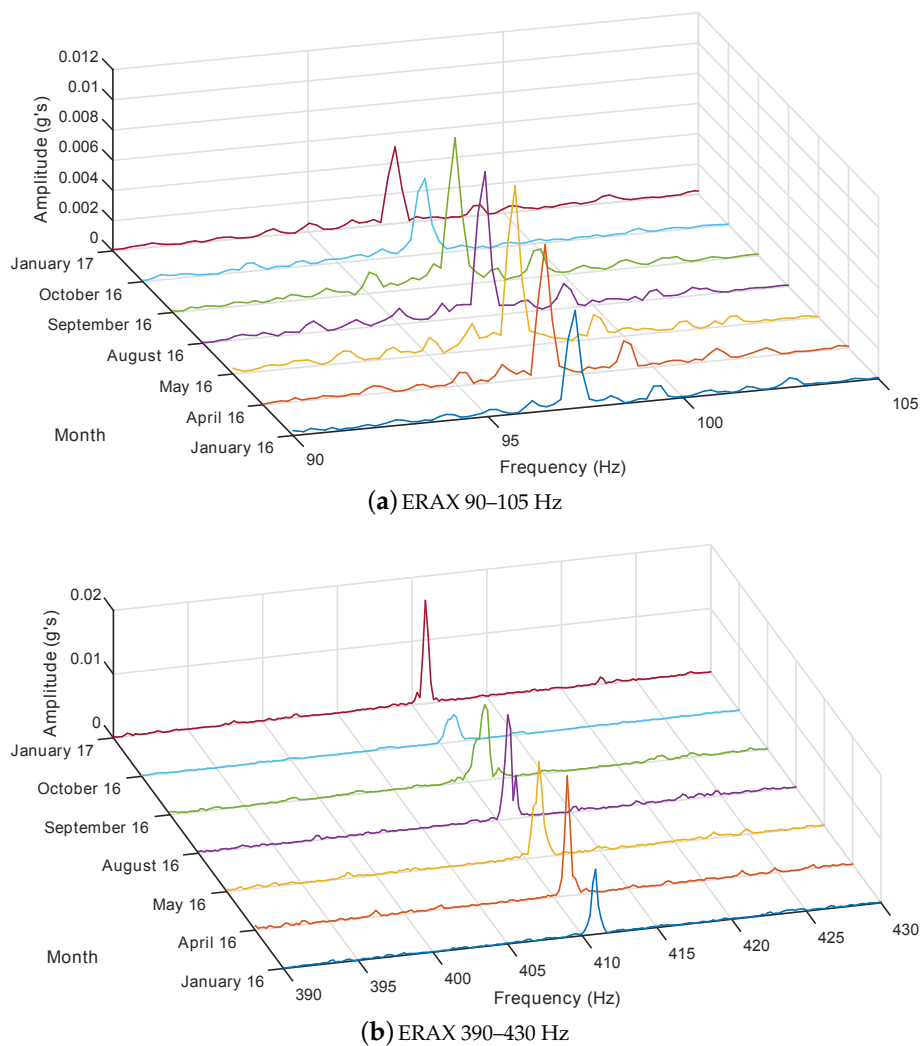 0.012
0.01
0.008
0.006
0.004
0.002
0
Amplitude (g's)
January 17
October 16
September 16
August 16
May 16
April 16
January 16
Month
90
95
100
105
Frequency (Hz)
(a) ERAX 90–105 Hz
0.02
0.01
0
Amplitude (g's)
January 17
October 16
September 16
August 16
May 16
April 16
January 16
Month
390
395
400
405
410
415
420
425
430
Frequency (Hz)
(b) ERAX 390–430 Hz